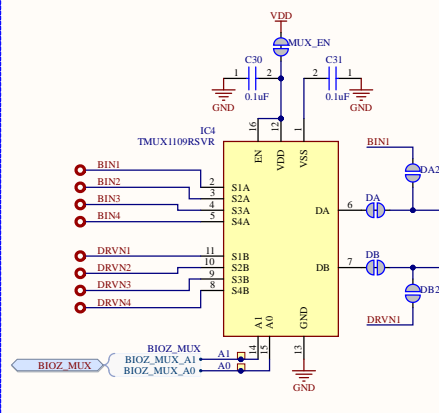 VDD
MUX_EN
C30
C31
1 2
2 1
0.1uF
0.1uF
GND
GND
IC4
TMUX1109RSVR
16
12
1
EN
VDD
VSS
BIN1
BIN1
2
S1A
DA2
BIN2
3
S2A
BIN3
4
S3A
DA
6
DA
BIN4
5
S4A
DRVN1
11
S1B
DRVN2
10
S2B
DB
7
DB
DRVN3
9
S3B
DRVN4
8
S4B
DB2
A1
A0
GND
DRVN1
14
15
13
BIOZ_MUX
BIOZ_MUX_A1
A1
BIOZ_MUX
BIOZ_MUX_A0
A0
GND